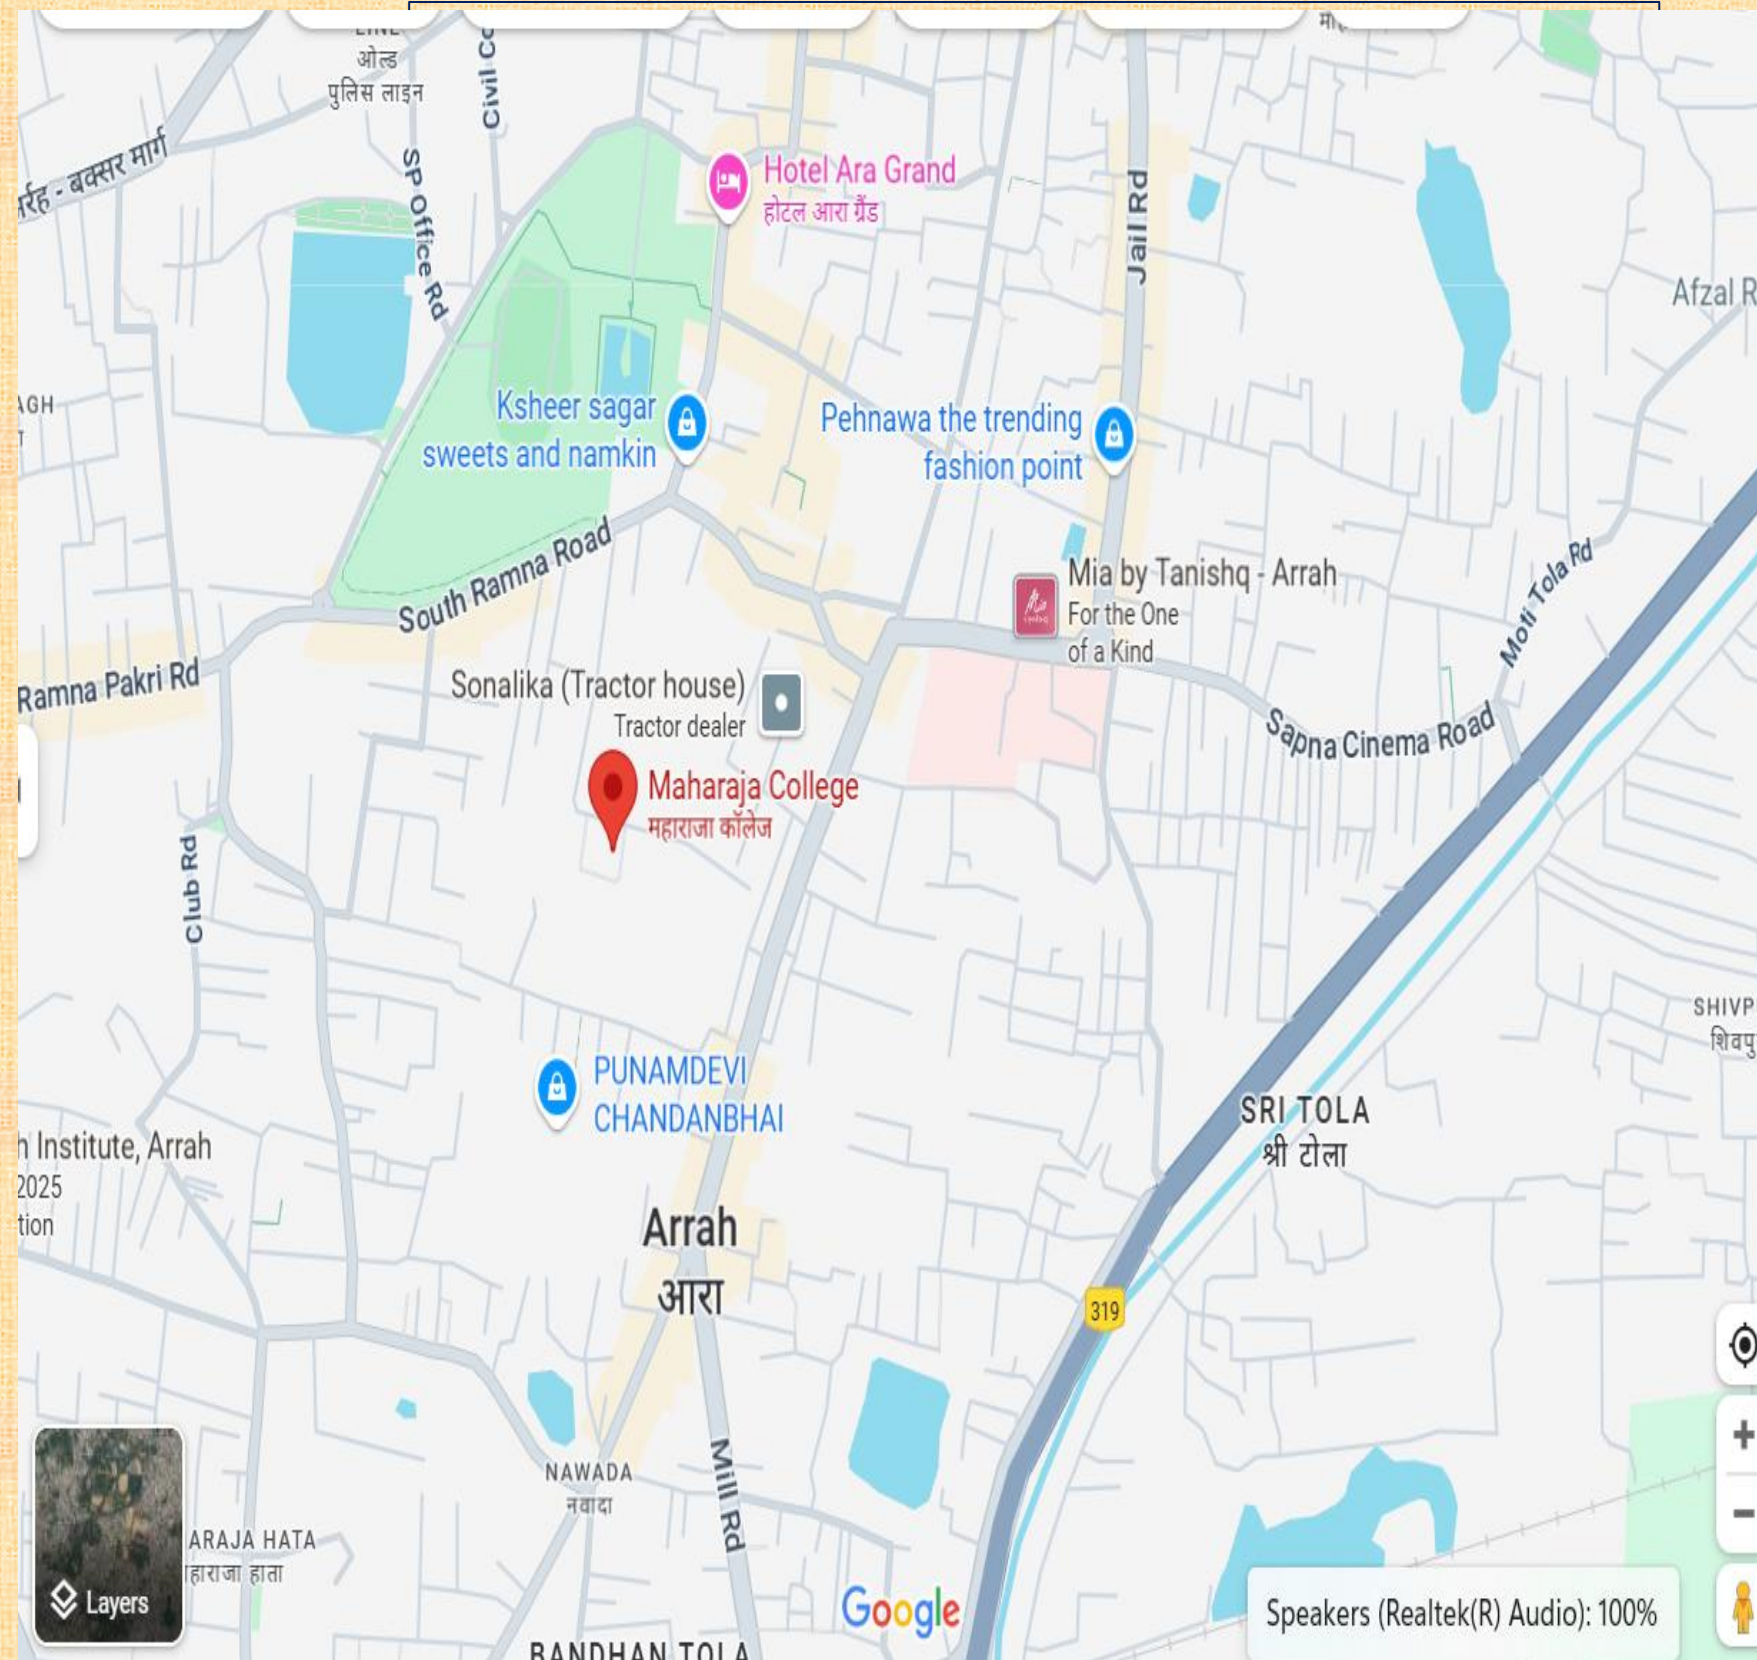 ओल्ड
पुलिस लाइन
Civil
SP Office Rd
बक्सर मार्ग
Hotel Ara Grand
होटल आरा ग्रैंड
Jail Rd
Afzal R
Ksheer sagar
sweets and namkin
Pehnawa the trending
fashion point
South Ramna Road
Mia by Tanishq - Arrah
For the One
of a Kind
Moti Tola Rd
Ramna Pakri Rd
Sonalika (Tractor house)
Tractor dealer
Sapna Cinema Road
Maharaja College
महाराजा कॉलेज
Club Rd
SHIVP
शिवपु
PUNAMDEVI
CHANDANBHAI
SRI TOLA
श्री टोला
Institute, Arrah
2025
tion
Arrah
आरा
319
NAWADA
नवादा
Mill Rd
ARAJA HATA
हाराजा हाता
Layers
Google
Speakers (Realtek(R) Audio): 100%
BANDHAN TOLA